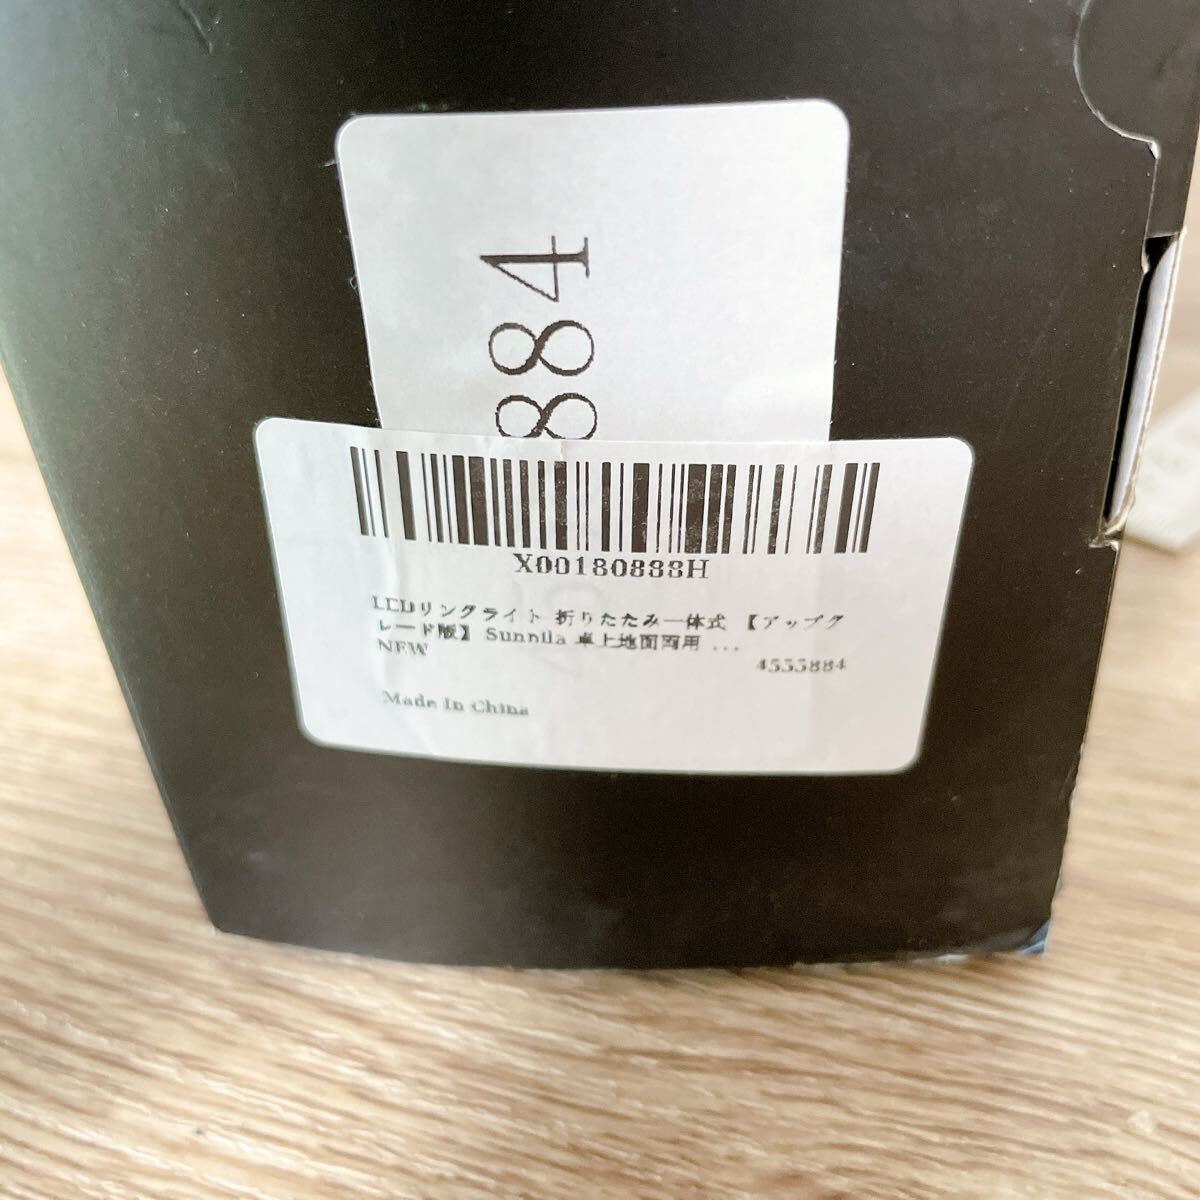 884
X00180888H
LEDリングライト 折りたたみ一体式 【アップグ
レード版】 Sunnila 卓上地面両用 ...
NEW
4555884
Made In China